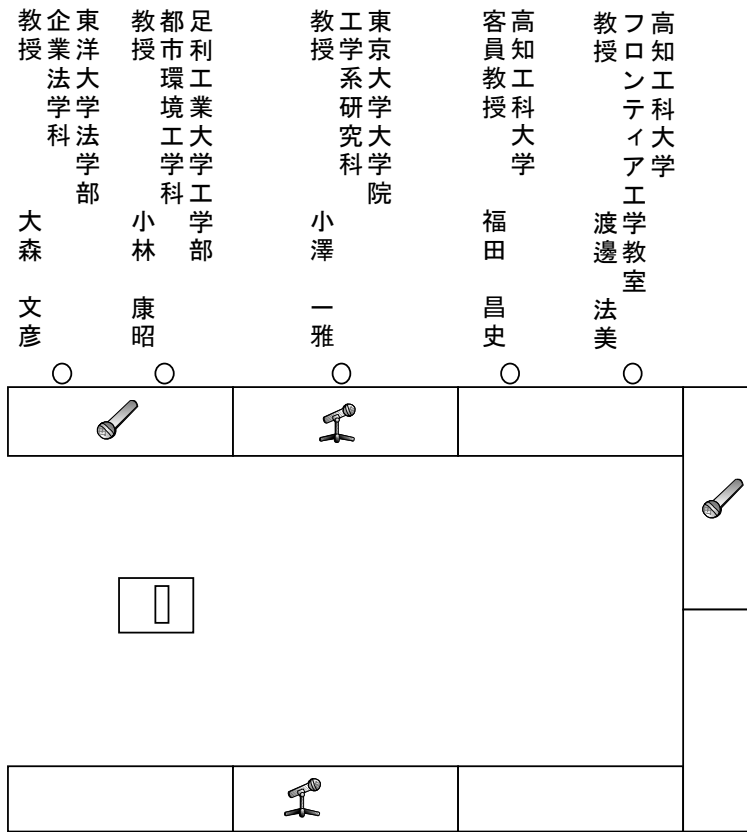 高知工科大学
フロンティア工学教室
教授 渡邊 法美
高知工科大学
客員教授 福田 昌史
東京大学大学院
工学系研究科
教授 小澤 一雅
足利工業大学工学部
都市環境工学科
教授 小林 康昭
東洋大学法学部
企業法学科
教授 大森 文彦